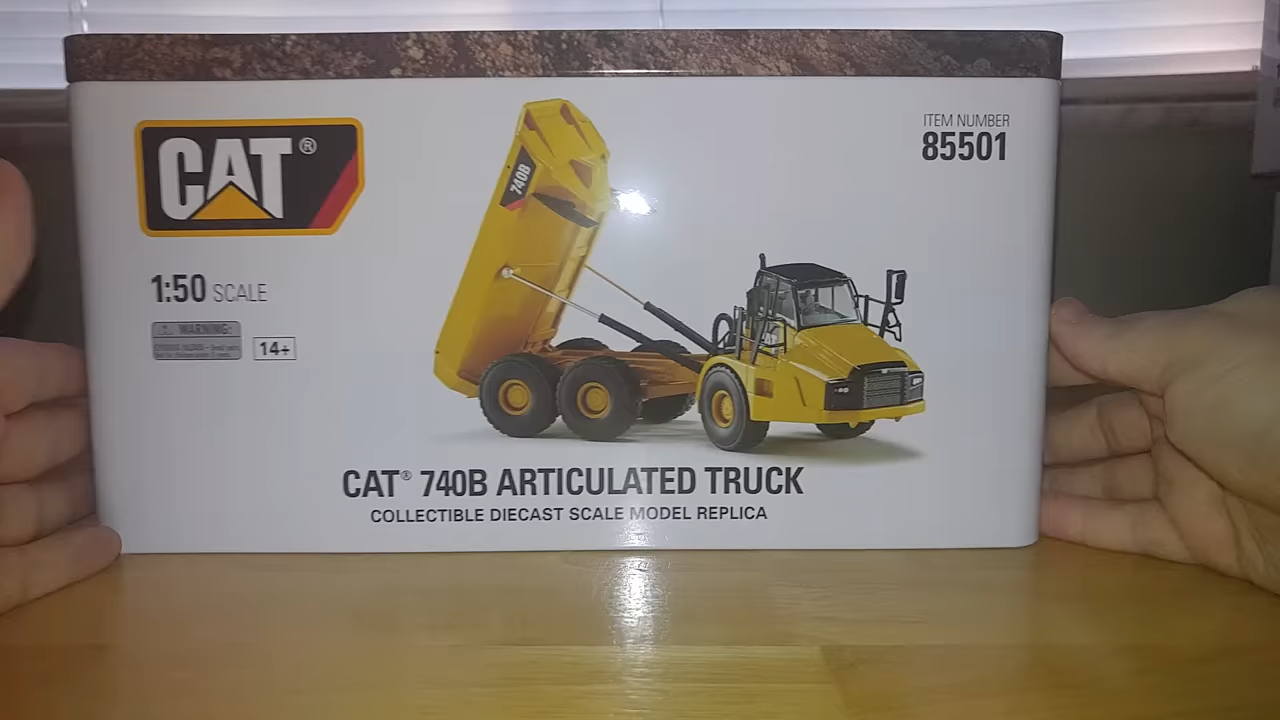 CAT®
ITEM NUMBER
85501
740B
1:50 SCALE
⚠ WARNING:
14+
CAT® 740B ARTICULATED TRUCK
COLLECTIBLE DIECAST SCALE MODEL REPLICA